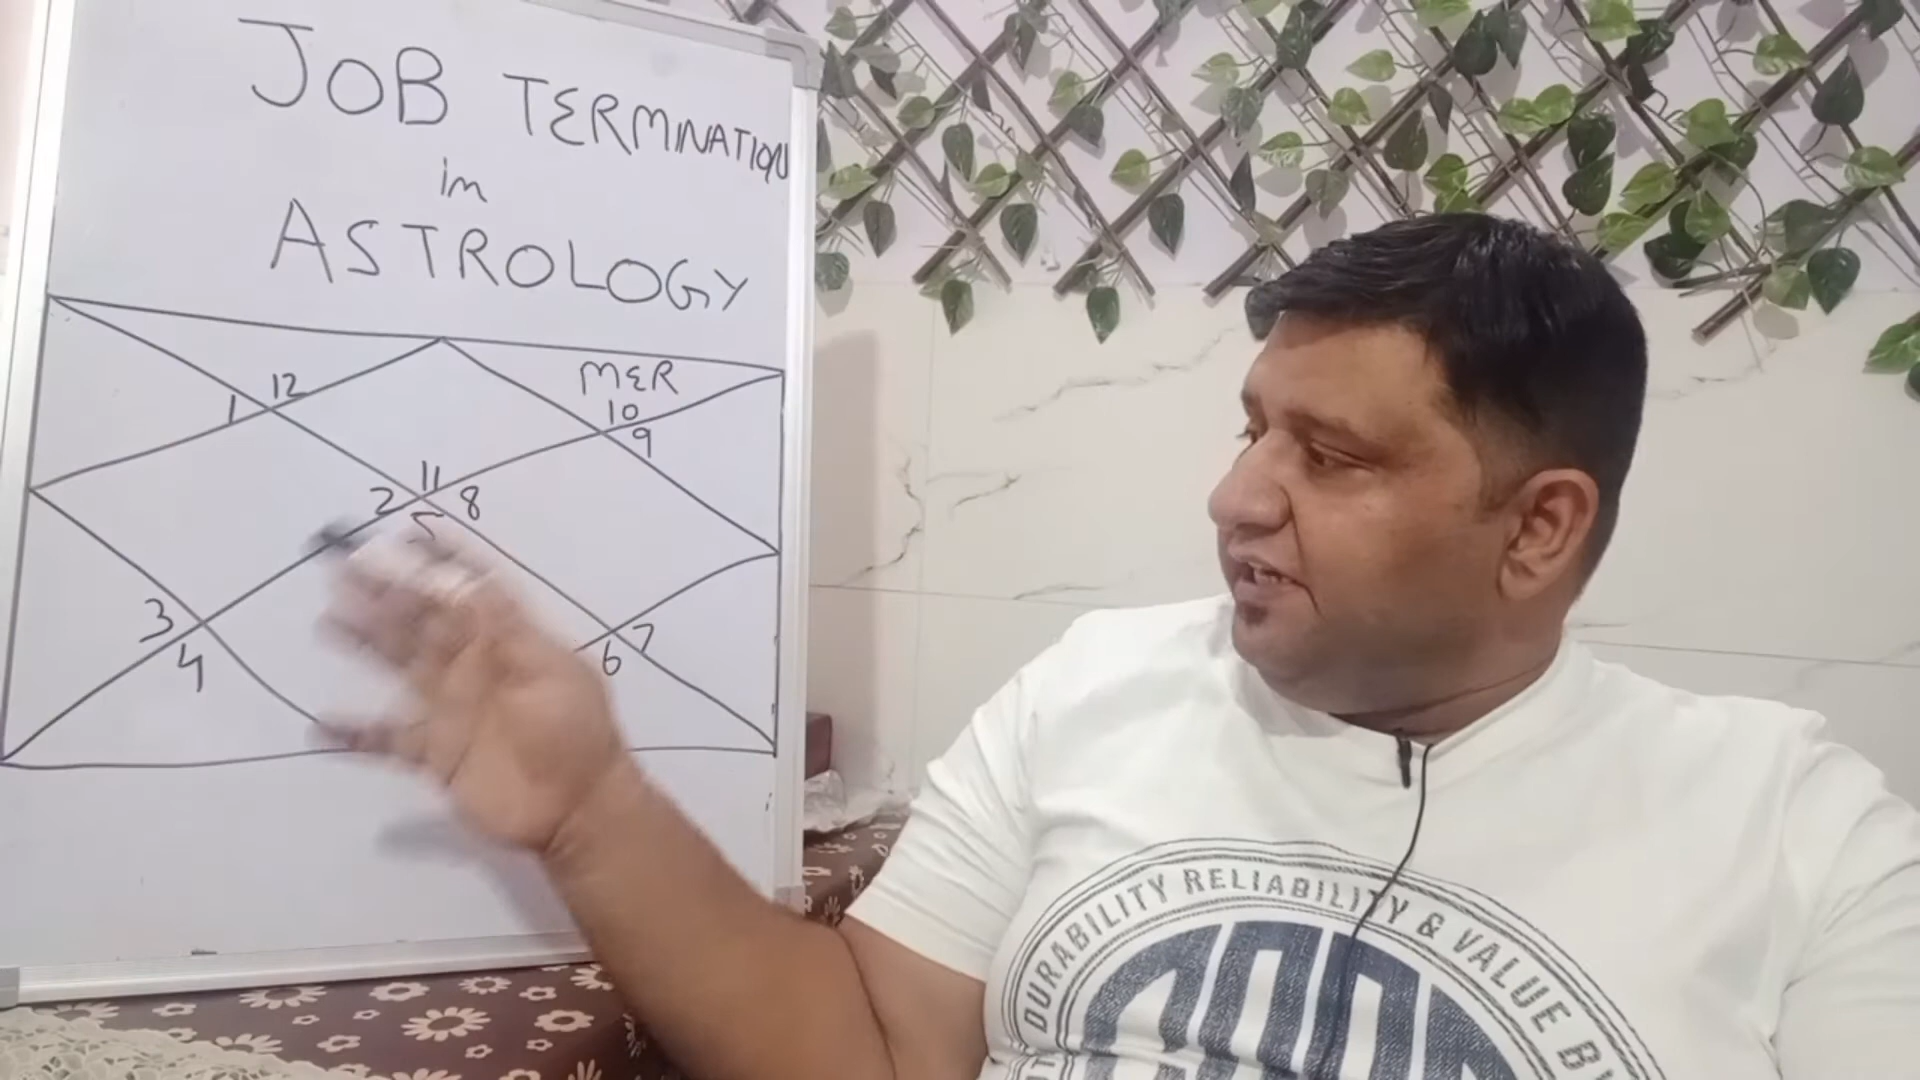 JOB TERMINATION
in
ASTROLOGY
MER
12
10
1
9
11
2
8
5
3
7
4
6
DURABILITY RELIABILITY & VALUE